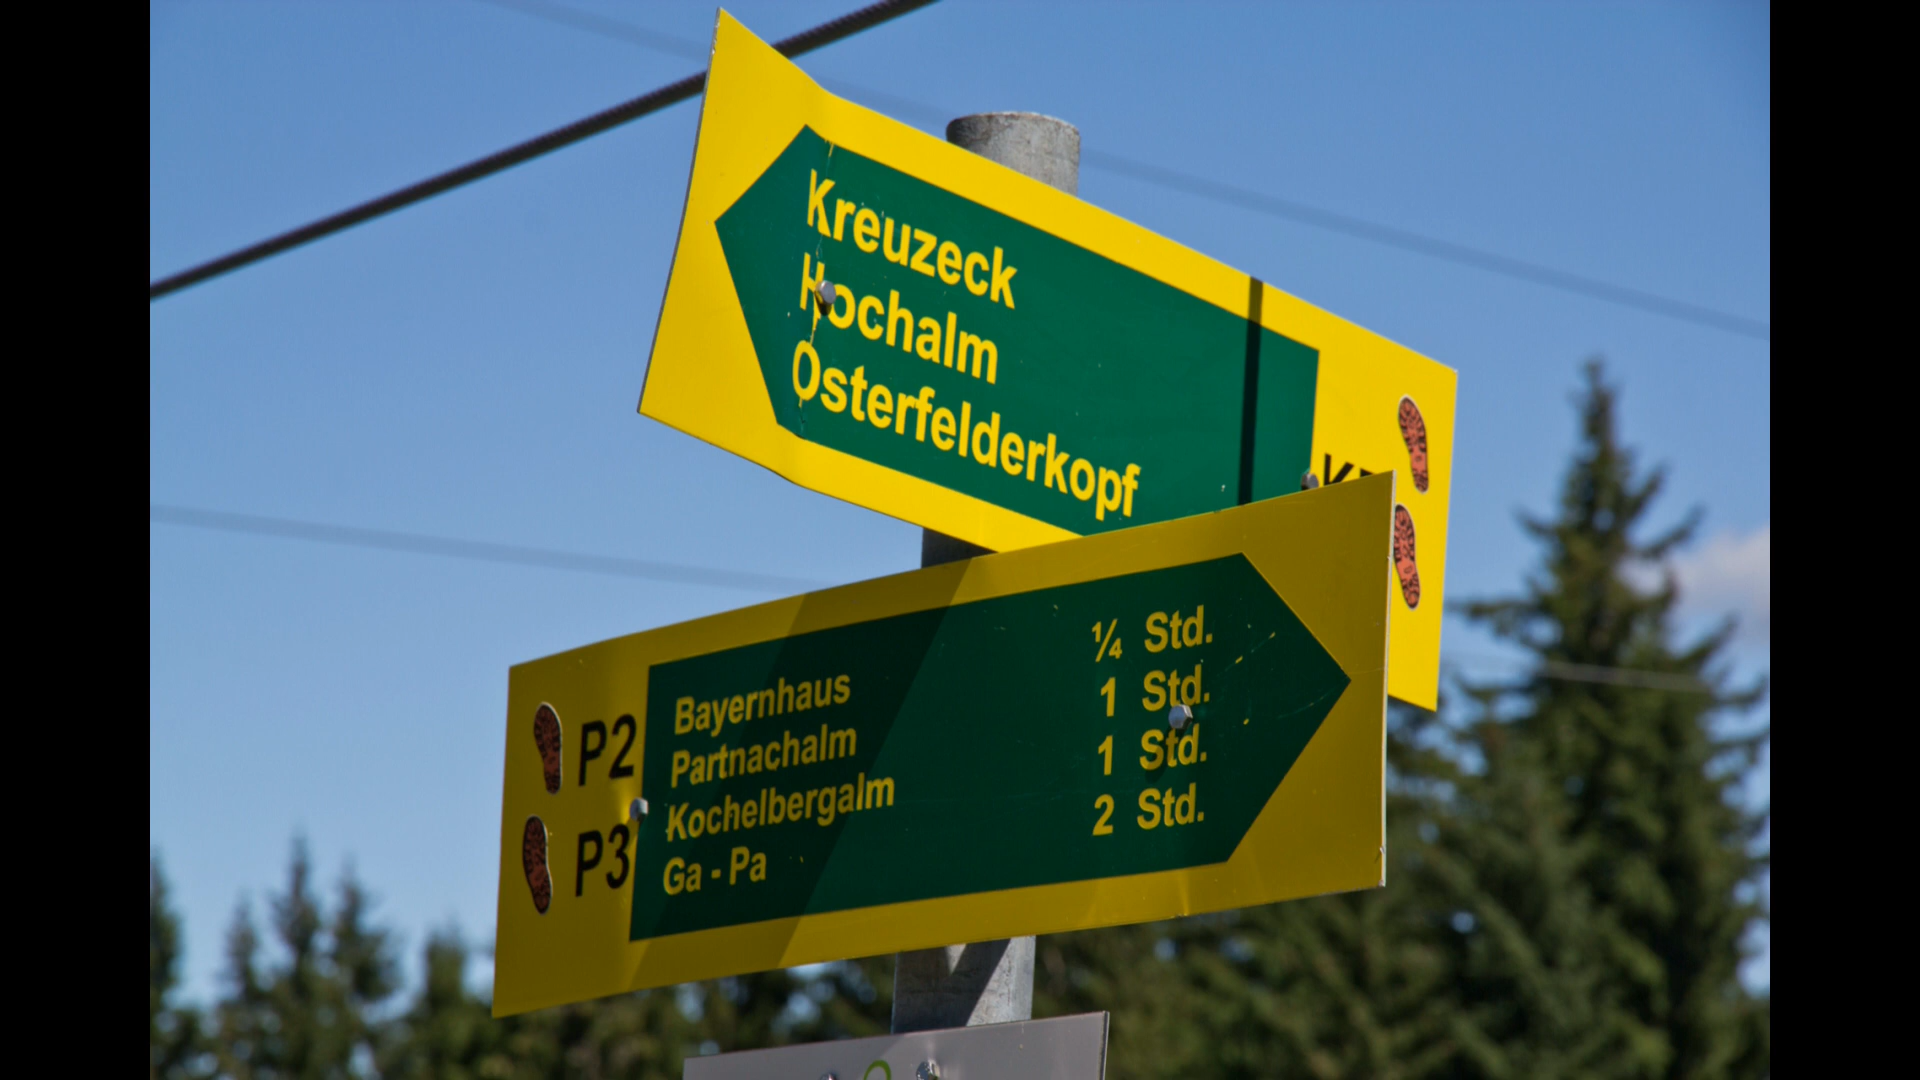 Kreuzeck
Hochalm
Osterfelderkopf
P2
P3
Bayernhaus ¼ Std.
Partnachalm 1 Std.
Kochelbergalm 1 Std.
Ga - Pa 2 Std.